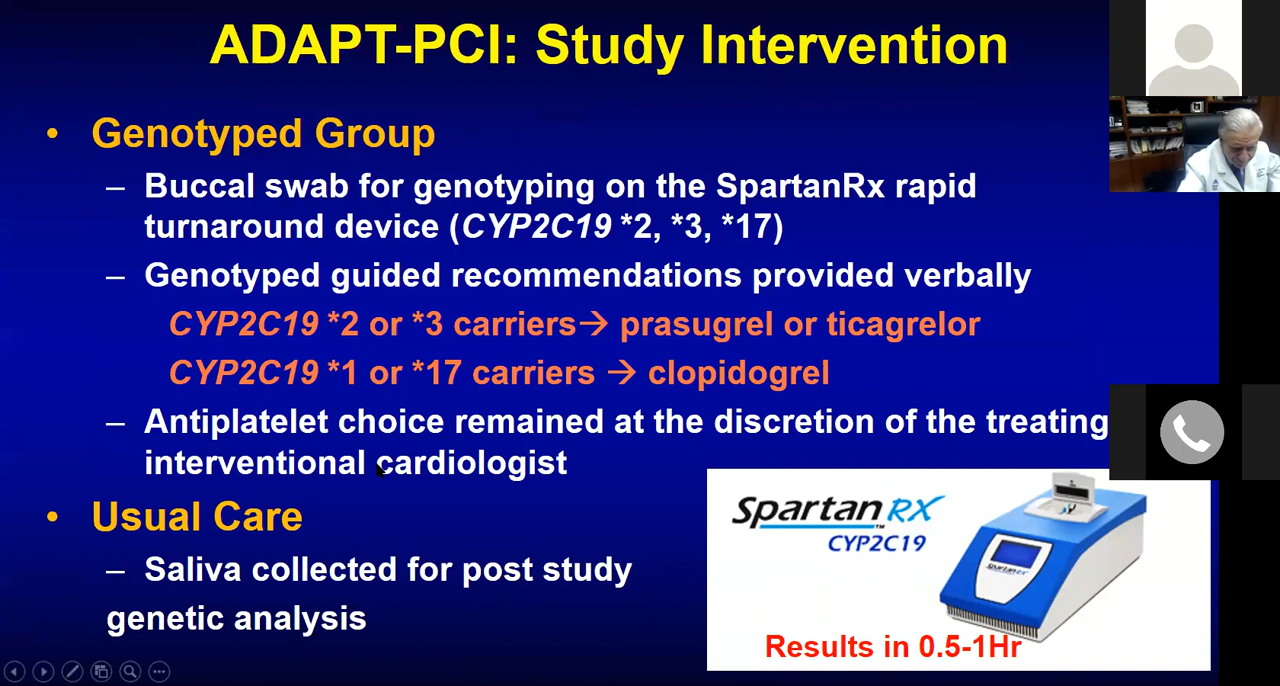 ADAPT-PCI: Study Intervention
• Genotyped Group
– Buccal swab for genotyping on the SpartanRx rapid
turnaround device (CYP2C19 *2, *3, *17)
– Genotyped guided recommendations provided verbally
CYP2C19 *2 or *3 carriers→ prasugrel or ticagrelor
CYP2C19 *1 or *17 carriers → clopidogrel
– Antiplatelet choice remained at the discretion of the treating
interventional cardiologist
• Usual Care
– Saliva collected for post study
genetic analysis
Spartan RX™
CYP2C19
Spartan RX
Results in 0.5-1Hr